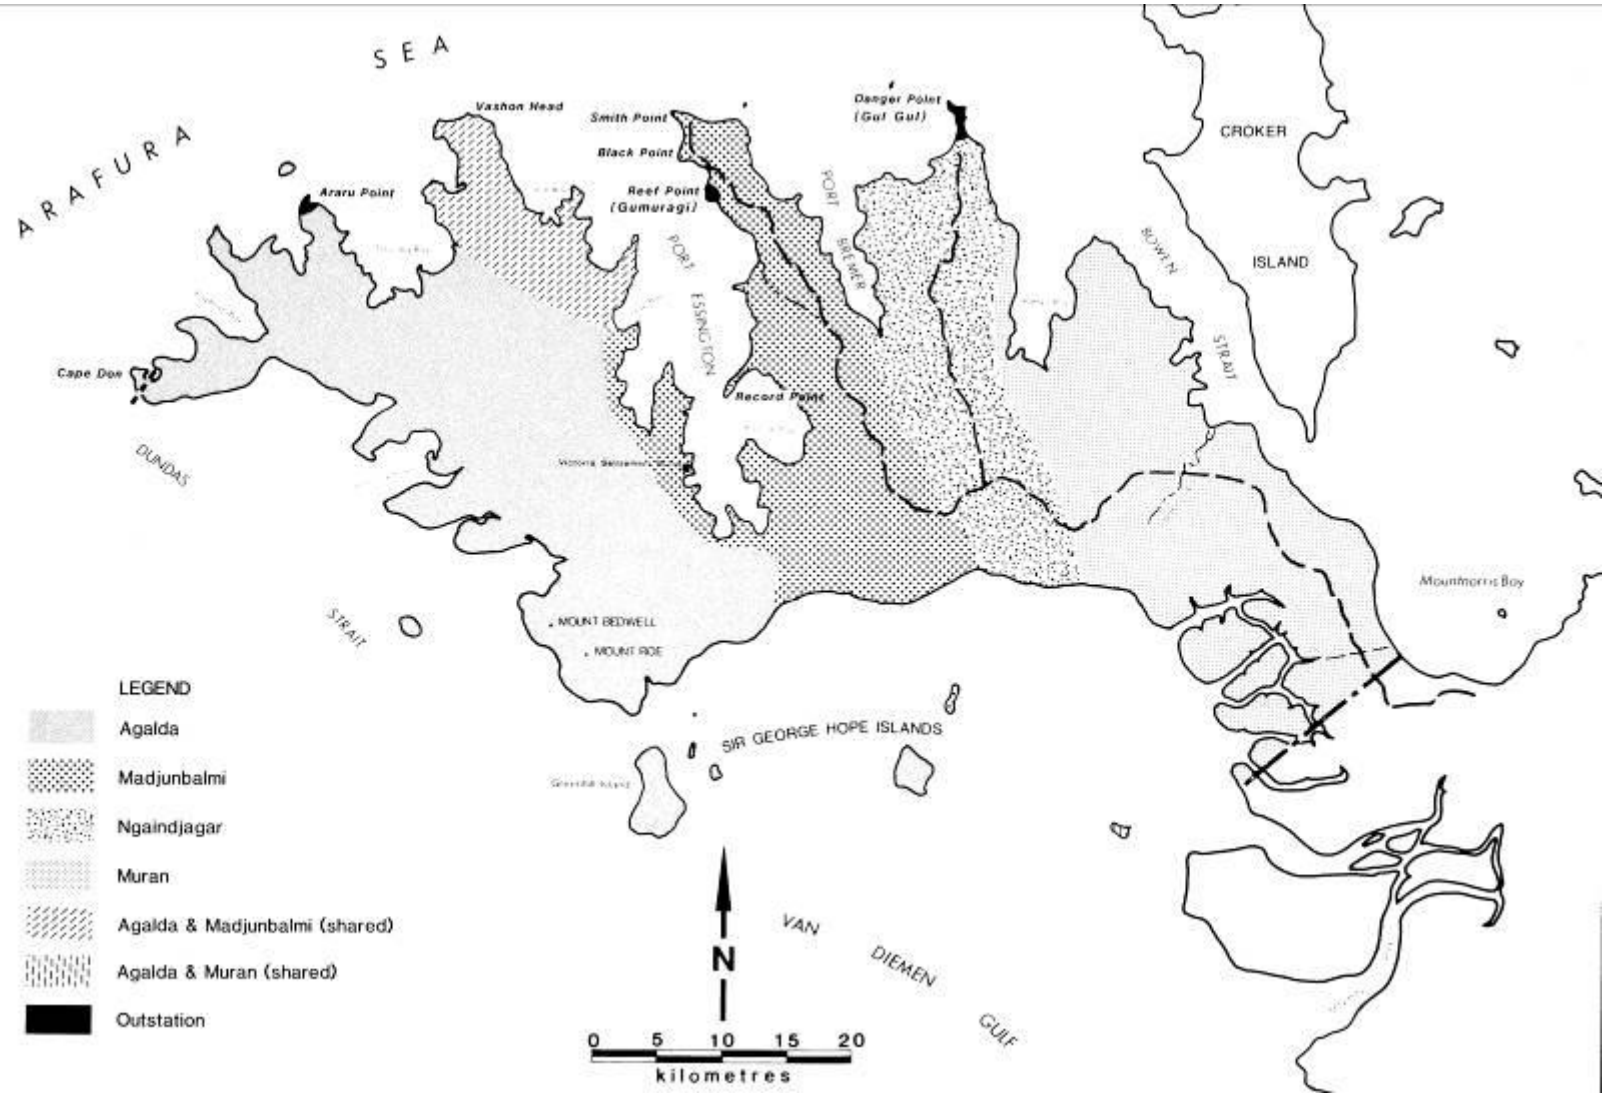 SEA
ARAFURA
Vashon Head
Smith Point
Black Point
Reef Point
(Gumuragi)
Danger Point
(Gul Gul)
Araru Point
Cape Don
CROKER
ISLAND
PORT
BREMER
PORT
ESSINGTON
BOWEN
STRAIT
Record Point
DUNDAS
STRAIT
MOUNT BEDWELL
MOUNT ROE
Mountnorris Bay
SIR GEORGE HOPE ISLANDS
Greenhill Island
VAN
DIEMEN
GULF
LEGEND
Agalda
Madjunbalmi
Ngaindjagar
Muran
Agalda & Madjunbalmi (shared)
Agalda & Muran (shared)
Outstation
N
0 5 10 15 20
kilometres